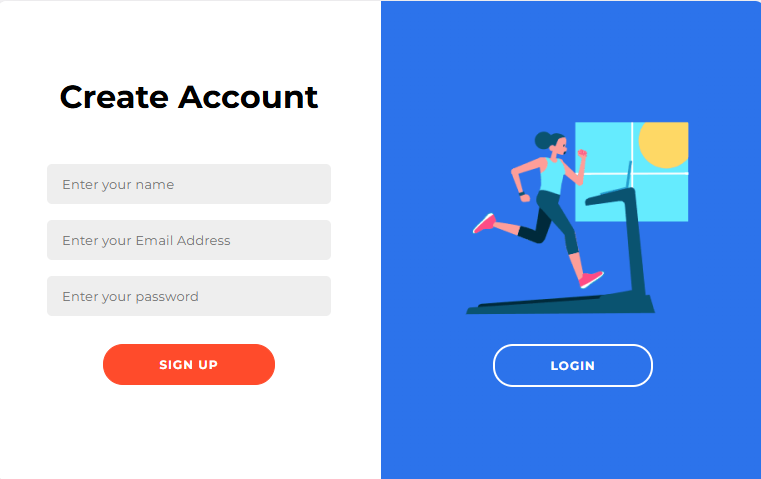 Create Account
Enter your name
Enter your Email Address
Enter your password
SIGN UP
LOGIN